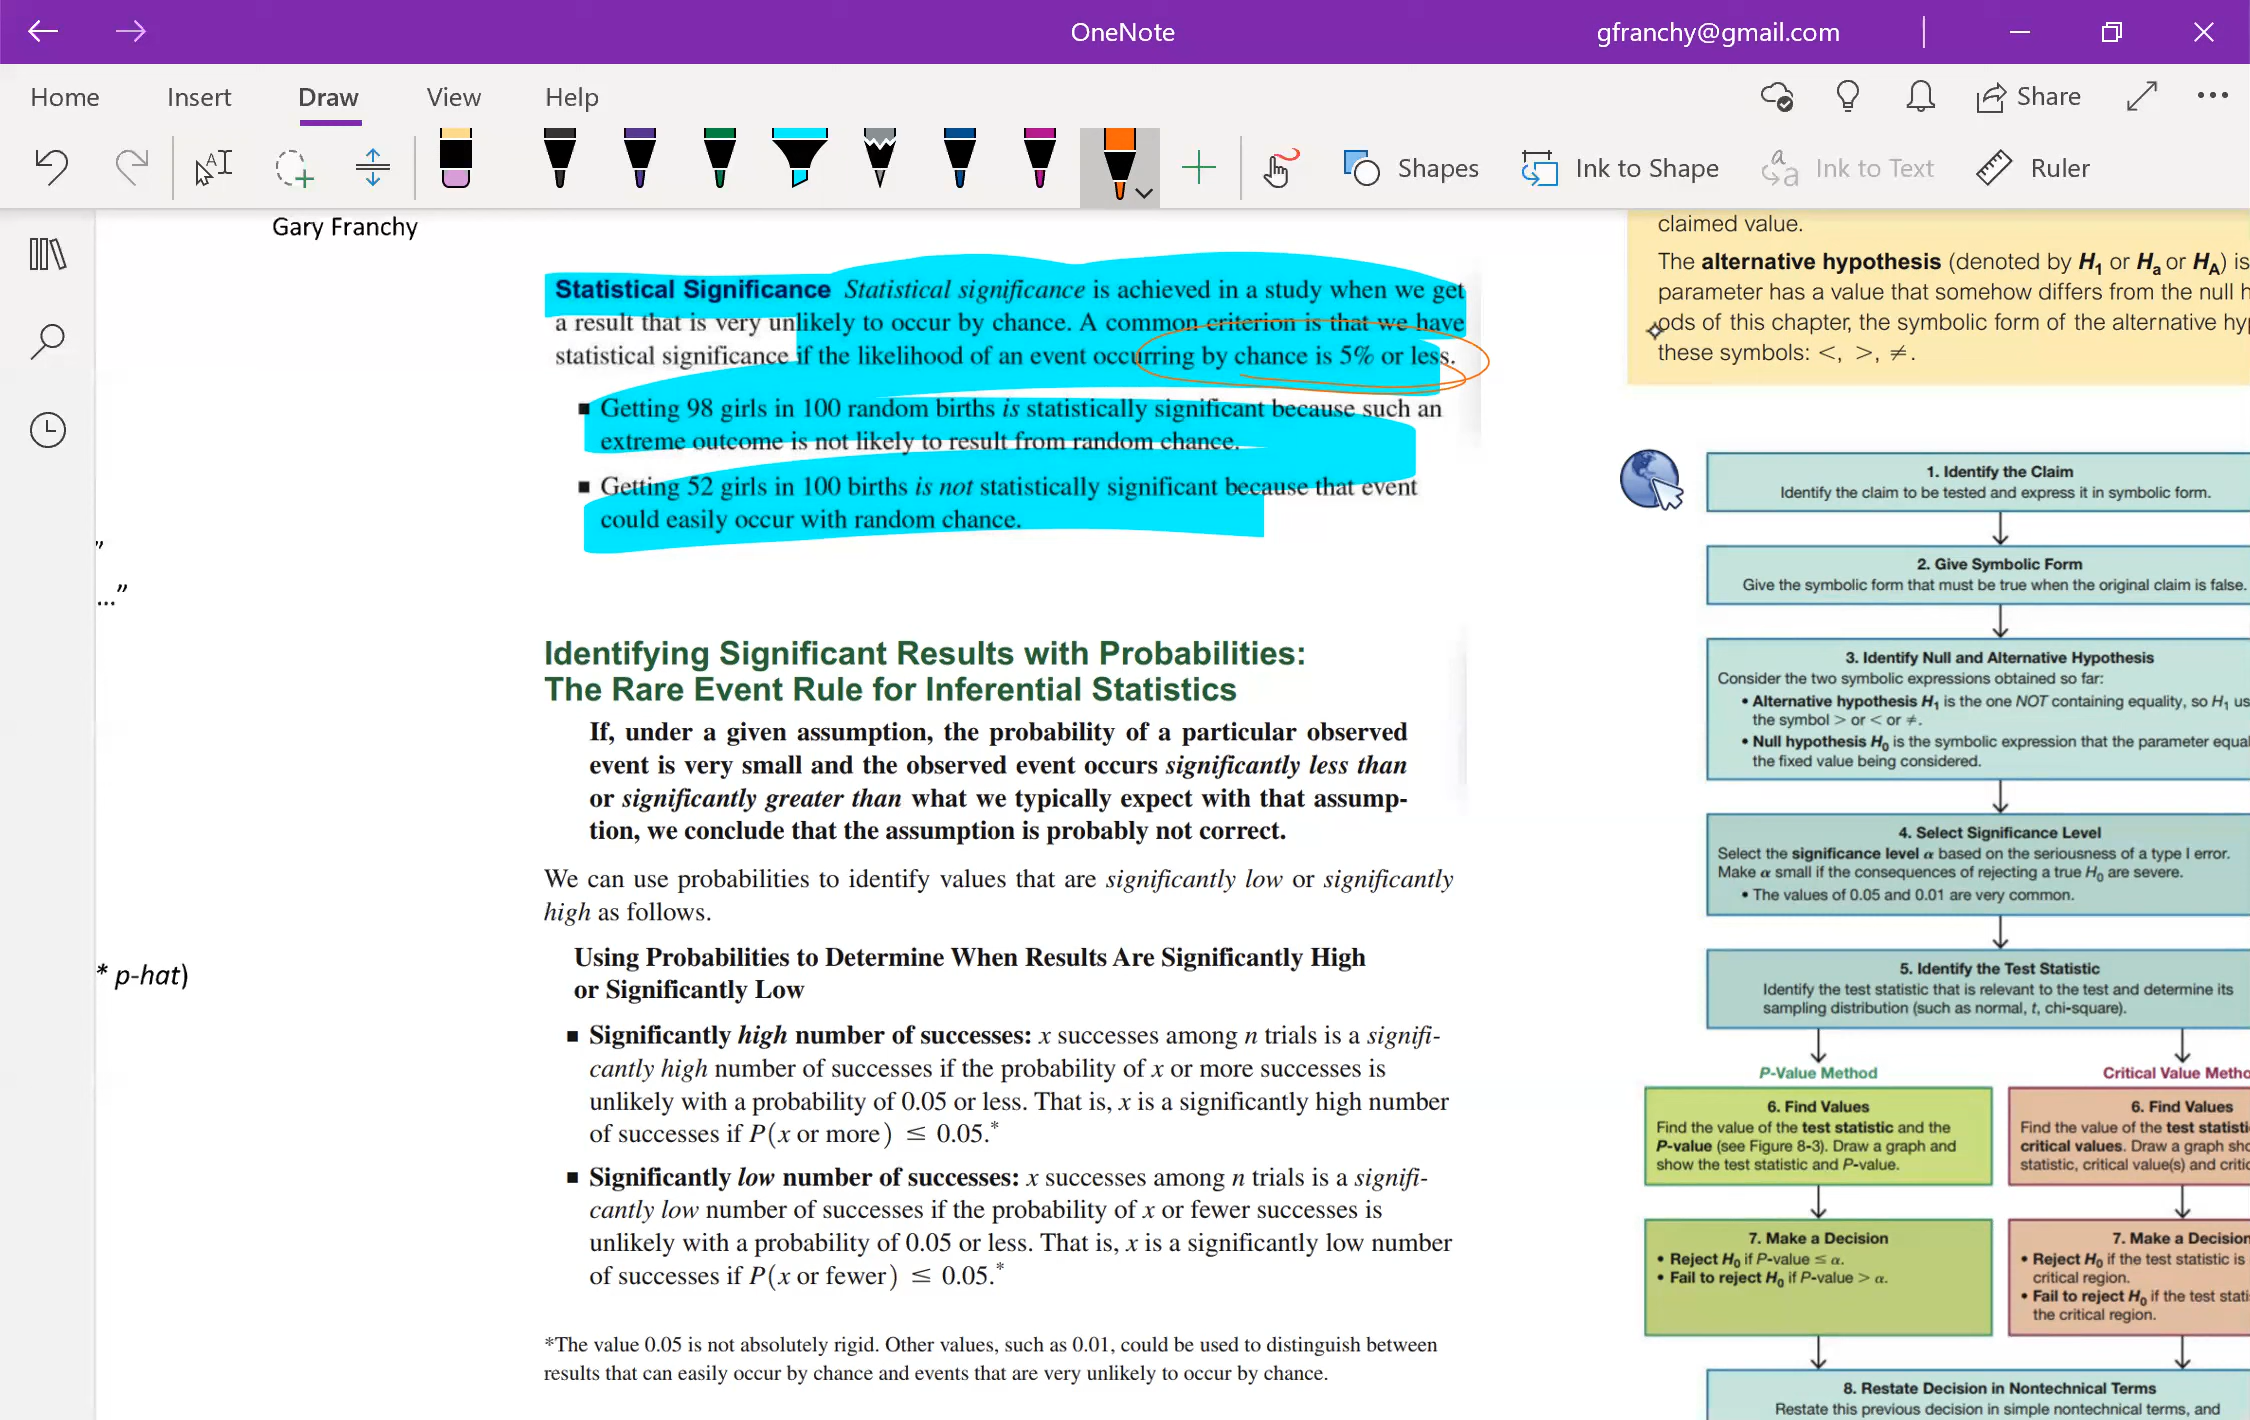 OneNote
gfranchy@gmail.com
Home Insert Draw View Help
Share
Shapes Ink to Shape Ink to Text Ruler
Gary Franchy
Statistical Significance Statistical significance is achieved in a study when we get
a result that is very unlikely to occur by chance. A common criterion is that we have
statistical significance if the likelihood of an event occurring by chance is 5% or less.
■ Getting 98 girls in 100 random births is statistically significant because such an
extreme outcome is not likely to result from random chance.
■ Getting 52 girls in 100 births is not statistically significant because that event
could easily occur with random chance.
”
...”
* p-hat)
Identifying Significant Results with Probabilities:
The Rare Event Rule for Inferential Statistics
If, under a given assumption, the probability of a particular observed
event is very small and the observed event occurs significantly less than
or significantly greater than what we typically expect with that assump-
tion, we conclude that the assumption is probably not correct.
We can use probabilities to identify values that are significantly low or significantly
high as follows.
Using Probabilities to Determine When Results Are Significantly High
or Significantly Low
■ Significantly high number of successes: x successes among n trials is a signifi-
cantly high number of successes if the probability of x or more successes is
unlikely with a probability of 0.05 or less. That is, x is a significantly high number
of successes if P(x or more) ≤ 0.05.*
■ Significantly low number of successes: x successes among n trials is a signifi-
cantly low number of successes if the probability of x or fewer successes is
unlikely with a probability of 0.05 or less. That is, x is a significantly low number
of successes if P(x or fewer) ≤ 0.05.*
*The value 0.05 is not absolutely rigid. Other values, such as 0.01, could be used to distinguish between
results that can easily occur by chance and events that are very unlikely to occur by chance.
claimed value.
The alternative hypothesis (denoted by H₁ or Hₐ or H_A) is
parameter has a value that somehow differs from the null h
ods of this chapter, the symbolic form of the alternative hyp
these symbols: <, >, ≠.
1. Identify the Claim
Identify the claim to be tested and express it in symbolic form.
2. Give Symbolic Form
Give the symbolic form that must be true when the original claim is false.
3. Identify Null and Alternative Hypothesis
Consider the two symbolic expressions obtained so far:
• Alternative hypothesis H₁ is the one NOT containing equality, so H₁ us
the symbol > or < or ≠.
• Null hypothesis H₀ is the symbolic expression that the parameter equal
the fixed value being considered.
4. Select Significance Level
Select the significance level α based on the seriousness of a type I error.
Make α small if the consequences of rejecting a true H₀ are severe.
• The values of 0.05 and 0.01 are very common.
5. Identify the Test Statistic
Identify the test statistic that is relevant to the test and determine its
sampling distribution (such as normal, t, chi-square).
P-Value Method
6. Find Values
Find the value of the test statistic and the
P-value (see Figure 8-3). Draw a graph and
show the test statistic and P-value.
7. Make a Decision
• Reject H₀ if P-value ≤ α.
• Fail to reject H₀ if P-value > α.
Critical Value Metho
6. Find Values
Find the value of the test statisti
critical values. Draw a graph sho
statistic, critical value(s) and critic
7. Make a Decision
• Reject H₀ if the test statistic is
critical region.
• Fail to reject H₀ if the test stati
the critical region.
8. Restate Decision in Nontechnical Terms
Restate this previous decision in simple nontechnical terms, and